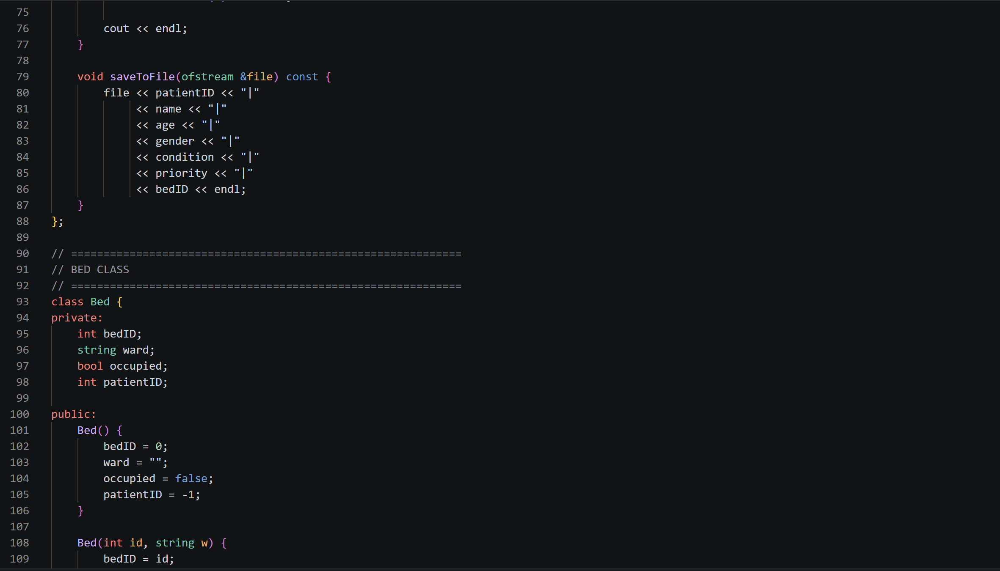 75
76 cout << endl;
77 }
78
79 void saveToFile(ofstream &file) const {
80 file << patientID << "|"
81 << name << "|"
82 << age << "|"
83 << gender << "|"
84 << condition << "|"
85 << priority << "|"
86 << bedID << endl;
87 }
88 };
89
90 // ============================================================
91 // BED CLASS
92 // ============================================================
93 class Bed {
94 private:
95 int bedID;
96 string ward;
97 bool occupied;
98 int patientID;
99
100 public:
101 Bed() {
102 bedID = 0;
103 ward = "";
104 occupied = false;
105 patientID = -1;
106 }
107
108 Bed(int id, string w) {
109 bedID = id;